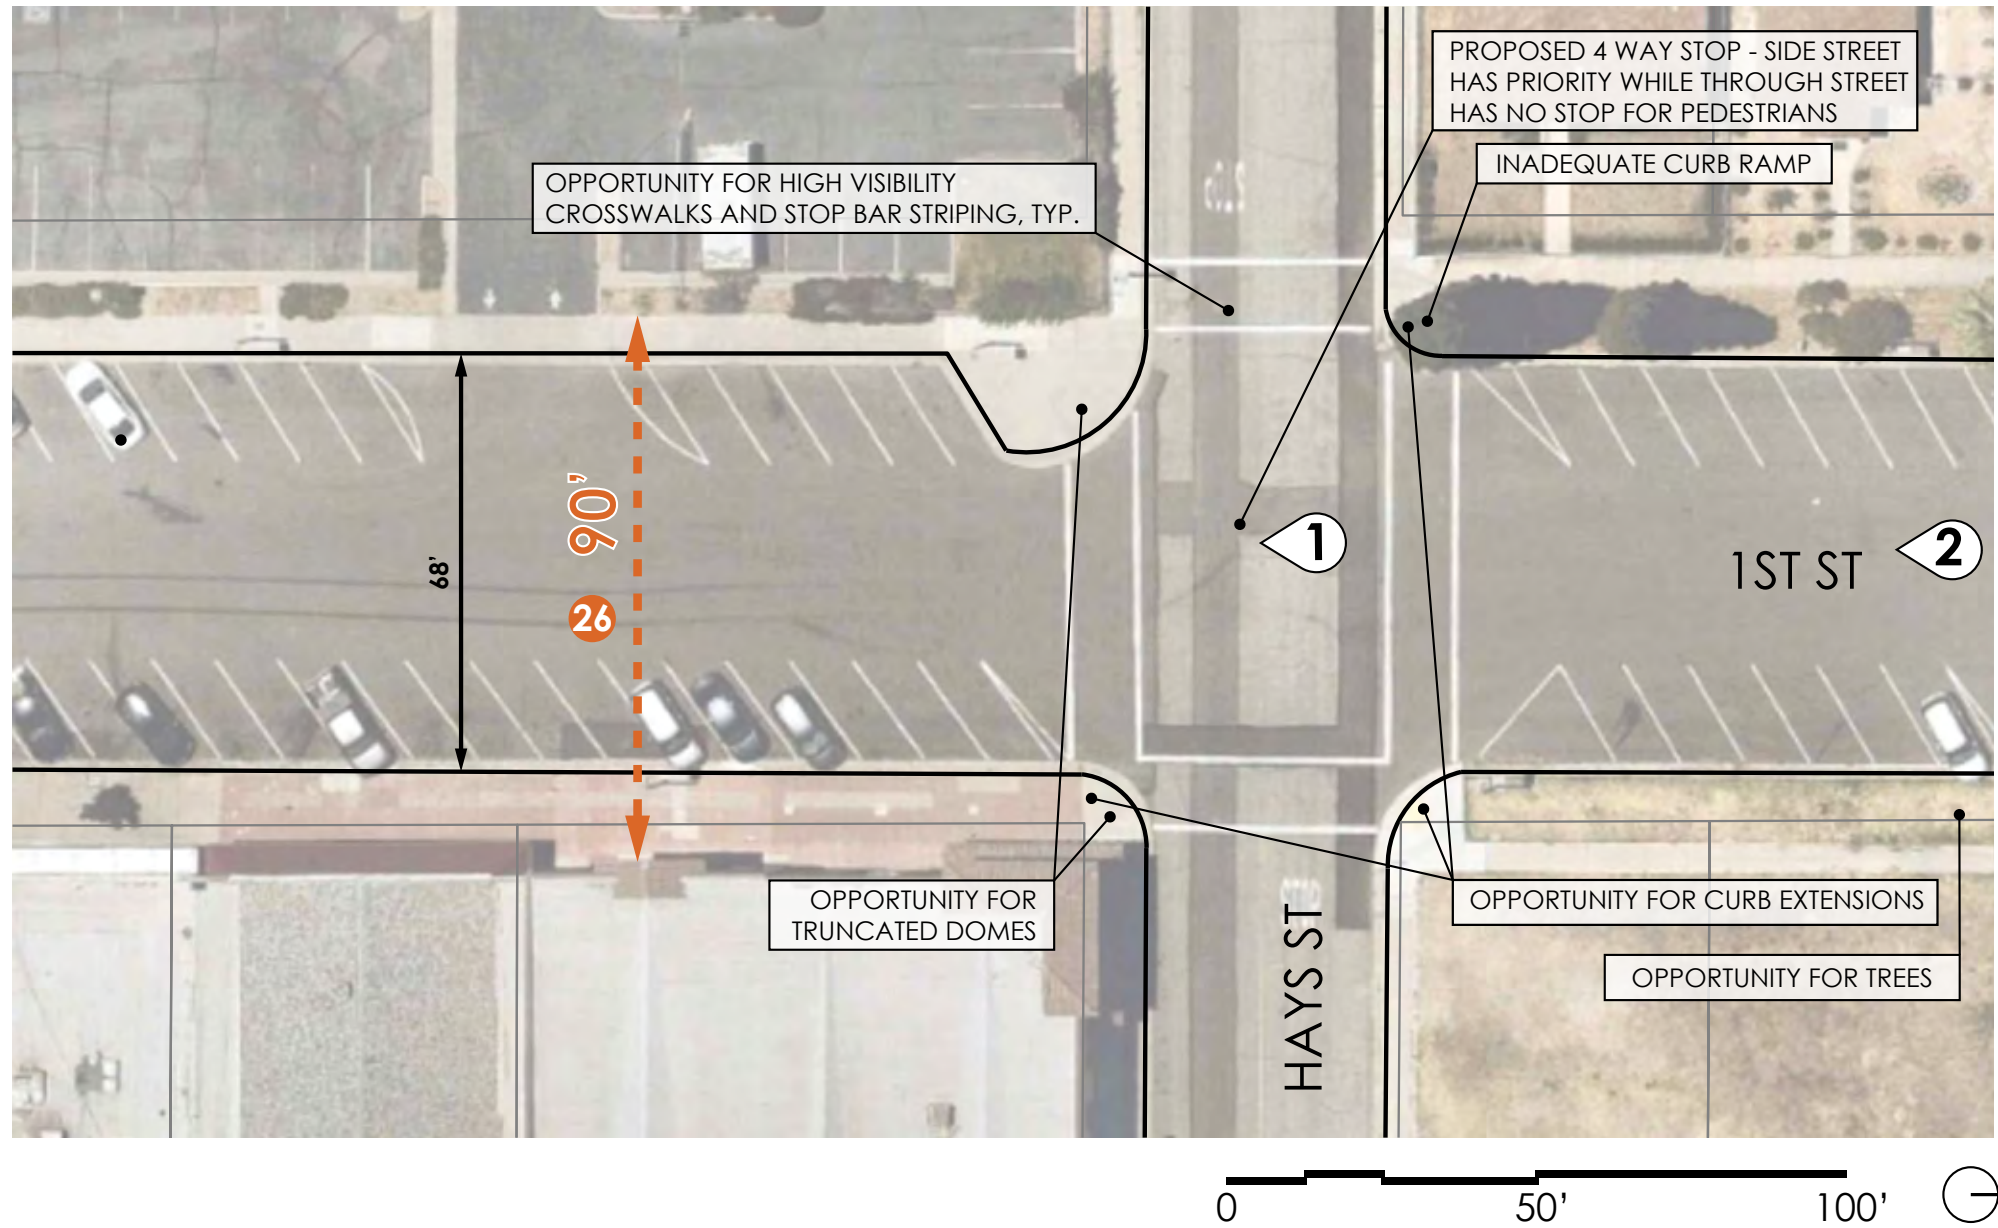 PROPOSED 4 WAY STOP - SIDE STREET
HAS PRIORITY WHILE THROUGH STREET
HAS NO STOP FOR PEDESTRIANS
INADEQUATE CURB RAMP
OPPORTUNITY FOR HIGH VISIBILITY
CROSSWALKS AND STOP BAR STRIPING, TYP.
68'
90'
26
1
1ST ST
2
OPPORTUNITY FOR
TRUNCATED DOMES
OPPORTUNITY FOR CURB EXTENSIONS
OPPORTUNITY FOR TREES
HAYS ST
0 50' 100'